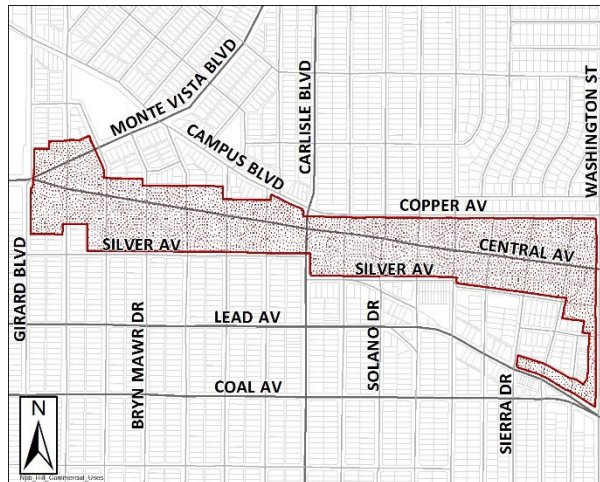 MONTE VISTA BLVD
CARLISLE BLVD
WASHINGTON ST
CAMPUS BLVD
COPPER AV
CENTRAL AV
SILVER AV
SILVER AV
GIRARD BLVD
BRYN MAWR DR
LEAD AV
SOLANO DR
SIERRA DR
COAL AV
N
Nob_Hill_Commercial_Uses